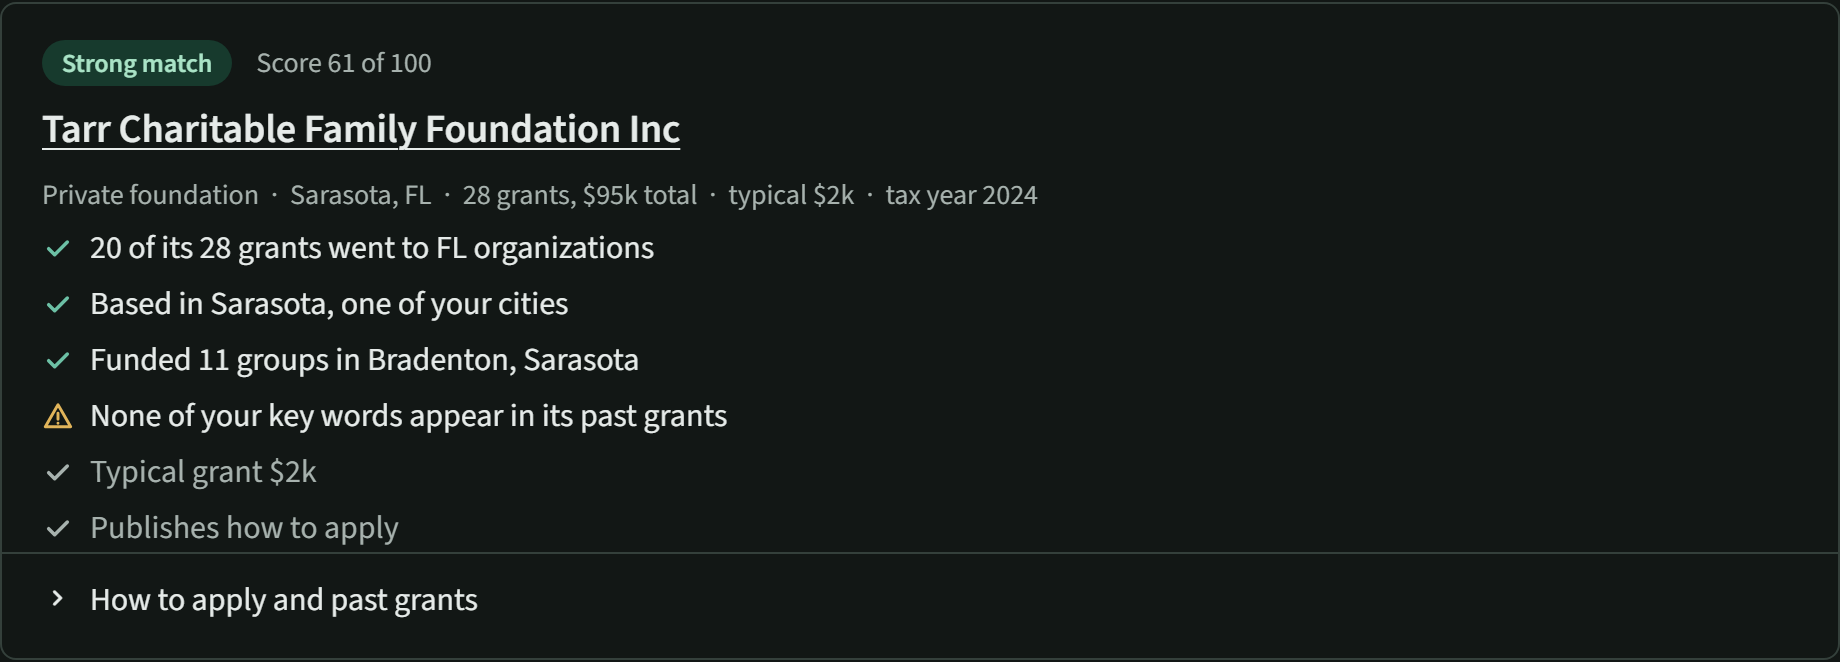 Strong match Score 61 of 100
Tarr Charitable Family Foundation Inc
Private foundation · Sarasota, FL · 28 grants, $95k total · typical $2k · tax year 2024
20 of its 28 grants went to FL organizations
Based in Sarasota, one of your cities
Funded 11 groups in Bradenton, Sarasota
None of your key words appear in its past grants
Typical grant $2k
Publishes how to apply
How to apply and past grants